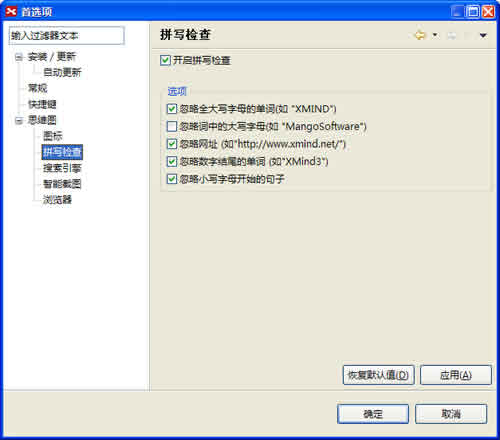 首选项
输入过滤器文本
安装 / 更新
自动更新
常规
快捷键
思维图
图标
拼写检查
搜索引擎
智能截图
浏览器
拼写检查
开启拼写检查
选项
忽略全大写字母的单词(如 "XMIND")
忽略词中的大写字母(如 "MangoSoftware")
忽略网址 (如"http://www.xmind.net/")
忽略数字结尾的单词 (如"XMind3")
忽略小写字母开始的句子
恢复默认值(D)
应用(A)
确定
取消